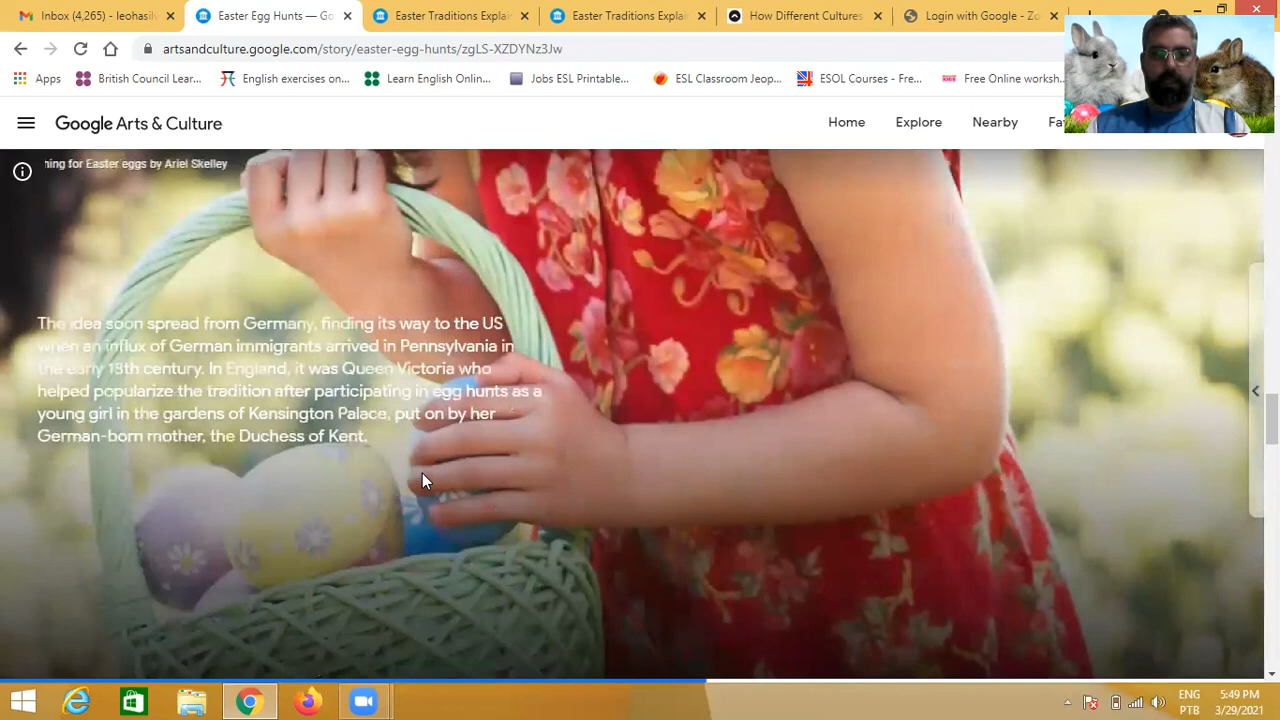 Inbox (4,265) - leohasil
Easter Egg Hunts — Go
Easter Traditions Explai
Easter Traditions Explai
How Different Cultures
Login with Google - Zo
artsandculture.google.com/story/easter-egg-hunts/zgLS-XZDYNz3Jw
Apps
British Council Lear...
English exercises on...
Learn English Onlin...
Jobs ESL Printable...
ESL Classroom Jeop...
ESOL Courses - Fre...
Free Online worksh...
Google Arts & Culture
Home
Explore
Nearby
ning for Easter eggs by Ariel Skelley
The idea soon spread from Germany, finding its way to the US
when an influx of German immigrants arrived in Pennsylvania in
the early 18th century. In England, it was Queen Victoria who
helped popularize the tradition after participating in egg hunts as a
young girl in the gardens of Kensington Palace, put on by her
German-born mother, the Duchess of Kent.
ENG
5:49 PM
PTB
3/29/2021